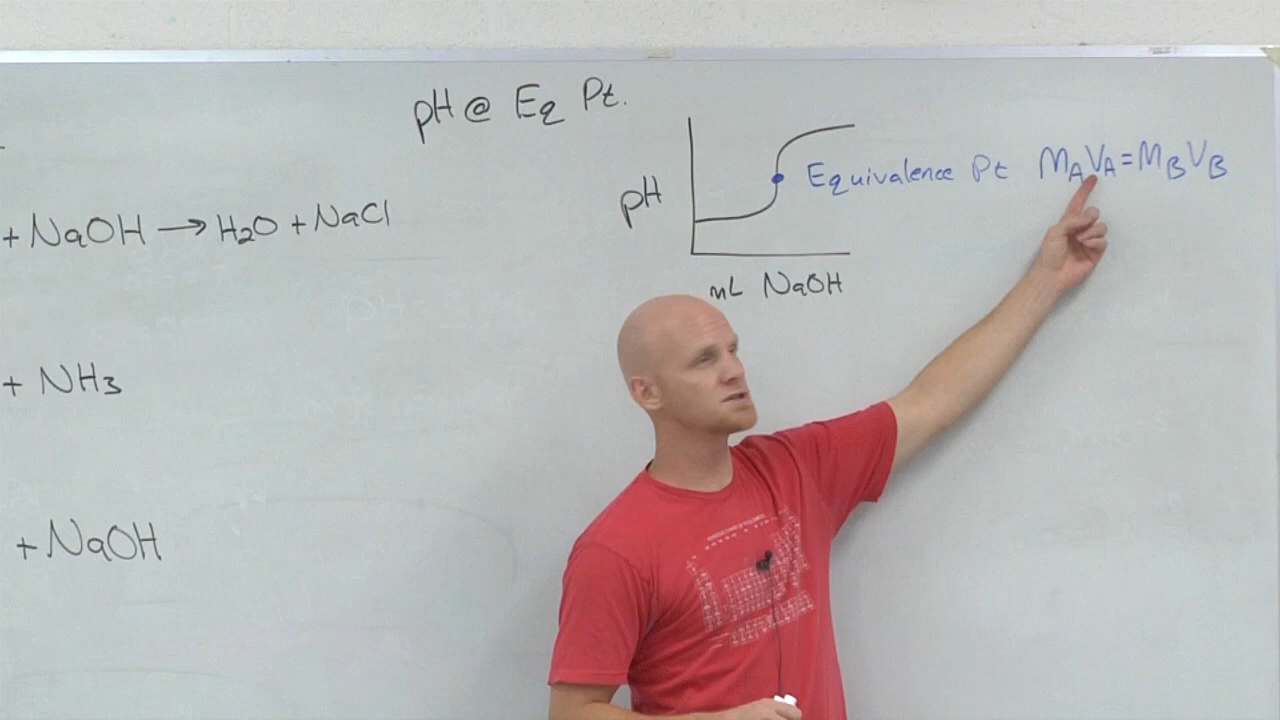 pH @ Eq Pt.
Equivalence Pt MAVA=MBVB
pH
+ NaOH → H2O + NaCl
mL NaOH
+ NH3
+ NaOH